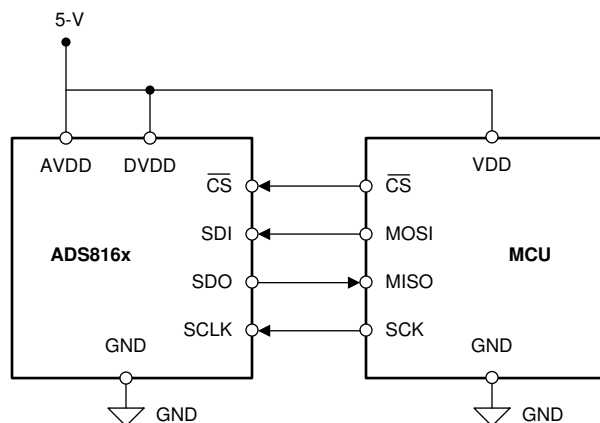 5-V
AVDD DVDD VDD
CS CS
SDI MOSI
ADS816x MCU
SDO MISO
SCLK SCK
GND GND
GND GND